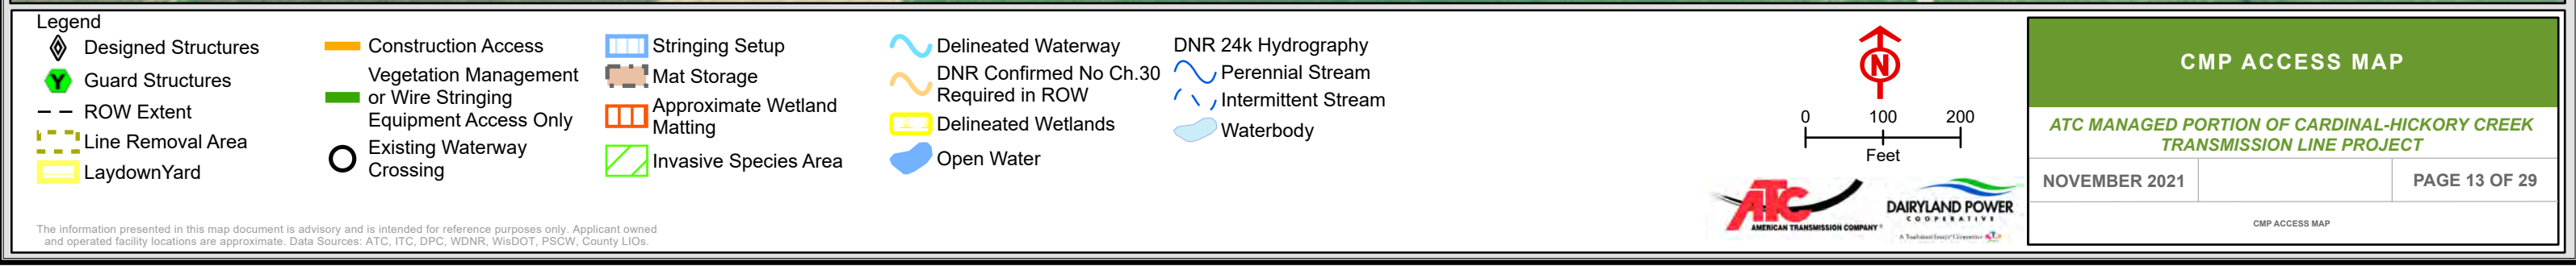 Legend
Designed Structures
Guard Structures
ROW Extent
Line Removal Area
LaydownYard
Construction Access
Vegetation Management
or Wire Stringing
Equipment Access Only
Existing Waterway
Crossing
Stringing Setup
Mat Storage
Approximate Wetland
Matting
Invasive Species Area
Delineated Waterway
DNR Confirmed No Ch.30
Required in ROW
Delineated Wetlands
Open Water
DNR 24k Hydrography
Perennial Stream
Intermittent Stream
Waterbody
The information presented in this map document is advisory and is intended for reference purposes only. Applicant owned
and operated facility locations are approximate. Data Sources: ATC, ITC, DPC, WDNR, WisDOT, PSCW, County LIOs.
N
0 100 200
Feet
ATC
AMERICAN TRANSMISSION COMPANY
DAIRYLAND POWER
COOPERATIVE
A Touchstone Energy Cooperative
CMP ACCESS MAP
ATC MANAGED PORTION OF CARDINAL-HICKORY CREEK
TRANSMISSION LINE PROJECT
NOVEMBER 2021
PAGE 13 OF 29
CMP ACCESS MAP